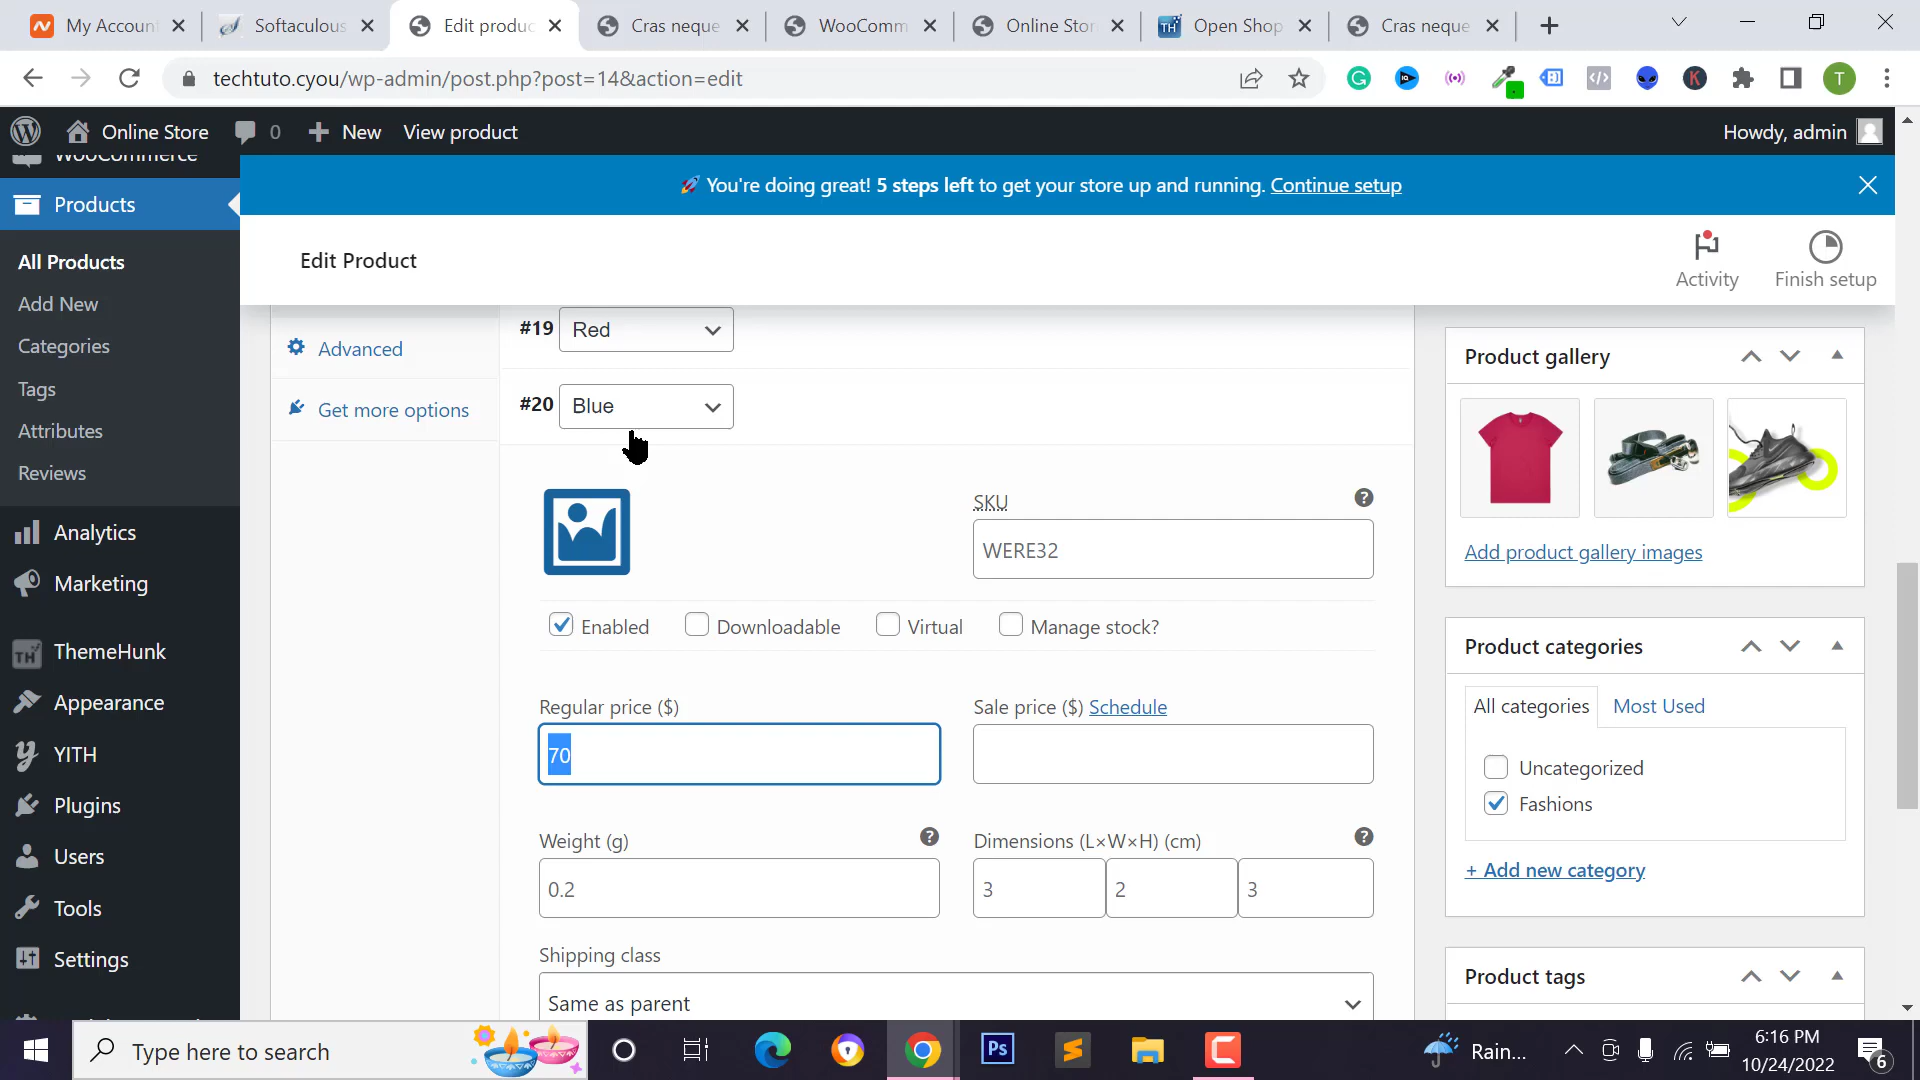 My Account
Softaculous
Edit produc
Cras neque
WooComm
Online Stor
TH
Open Shop
Cras neque
techtuto.cyou/wp-admin/post.php?post=14&action=edit
T
Online Store
0
New
View product
Howdy, admin
WooCommerce
🚀 You're doing great! 5 steps left to get your store up and running. Continue setup
Products
Edit Product
Activity
Finish setup
All Products
Add New
Categories
Tags
Attributes
Reviews
Analytics
Marketing
TH ThemeHunk
Appearance
YITH
Plugins
Users
Tools
Settings
Advanced
Get more options
#19 Red
#20 Blue
SKU
WERE32
Enabled
Downloadable
Virtual
Manage stock?
Regular price ($)
70
Sale price ($) Schedule
Weight (g)
0.2
Dimensions (L×W×H) (cm)
3
2
3
Shipping class
Same as parent
Product gallery
Add product gallery images
Product categories
All categories
Most Used
Uncategorized
Fashions
+ Add new category
Product tags
Type here to search
Ps
Rain...
6:16 PM
10/24/2022
6